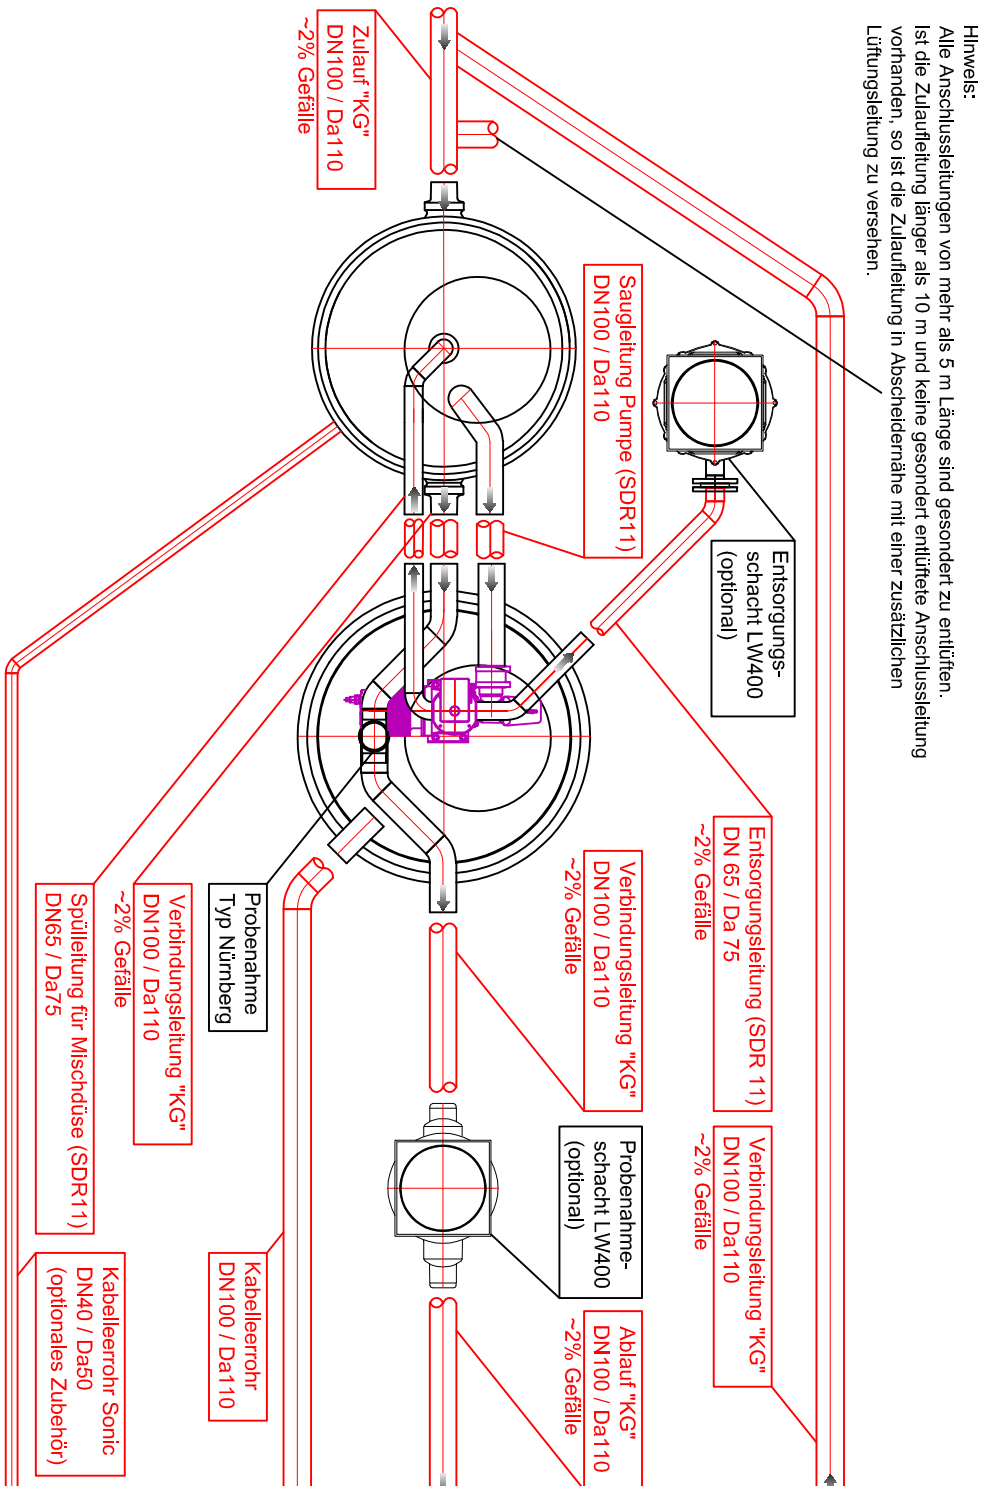 Hinweis:
Alle Anschlussleitungen von mehr als 5 m Länge sind gesondert zu entlüften.
Ist die Zulaufleitung länger als 10 m und keine gesondert entlüftete Anschlussleitung
vorhanden, so ist die Zulaufleitung in Abscheidernähe mit einer zusätzlichen
Lüftungsleitung zu versehen.
Zulauf "KG"
DN100 / Da110
~2% Gefälle
Saugleitung Pumpe (SDR11)
DN100 / Da110
Entsorgungs-
schacht LW400
(optional)
Entsorgungsleitung (SDR 11)
DN 65 / Da 75
~2% Gefälle
Verbindungsleitung "KG"
DN100 / Da110
~2% Gefälle
Verbindungsleitung "KG"
DN100 / Da110
~2% Gefälle
Probenahme-
schacht LW400
(optional)
Ablauf "KG"
DN100 / Da110
~2% Gefälle
Probenahme
Typ Nürnberg
Kabelleerrohr
DN100 / Da110
Verbindungsleitung "KG"
DN100 / Da110
~2% Gefälle
Spülleitung für Mischdüse (SDR11)
DN65 / Da75
Kabelleerrohr Sonic
DN40 / Da50
(optionales Zubehör)